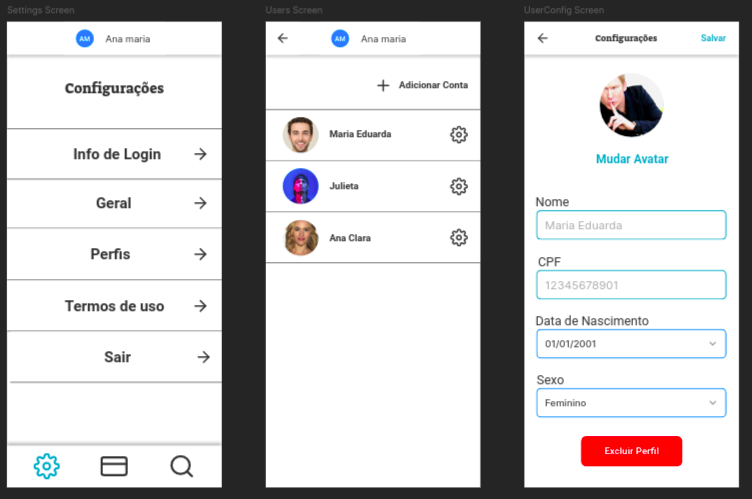 Settings Screen
AM Ana maria
Configurações
Info de Login
Geral
Perfis
Termos de uso
Sair
Users Screen
AM Ana maria
Adicionar Conta
Maria Eduarda
Julieta
Ana Clara
UserConfig Screen
Configurações Salvar
Mudar Avatar
Nome
Maria Eduarda
CPF
12345678901
Data de Nascimento
01/01/2001
Sexo
Feminino
Excluir Perfil